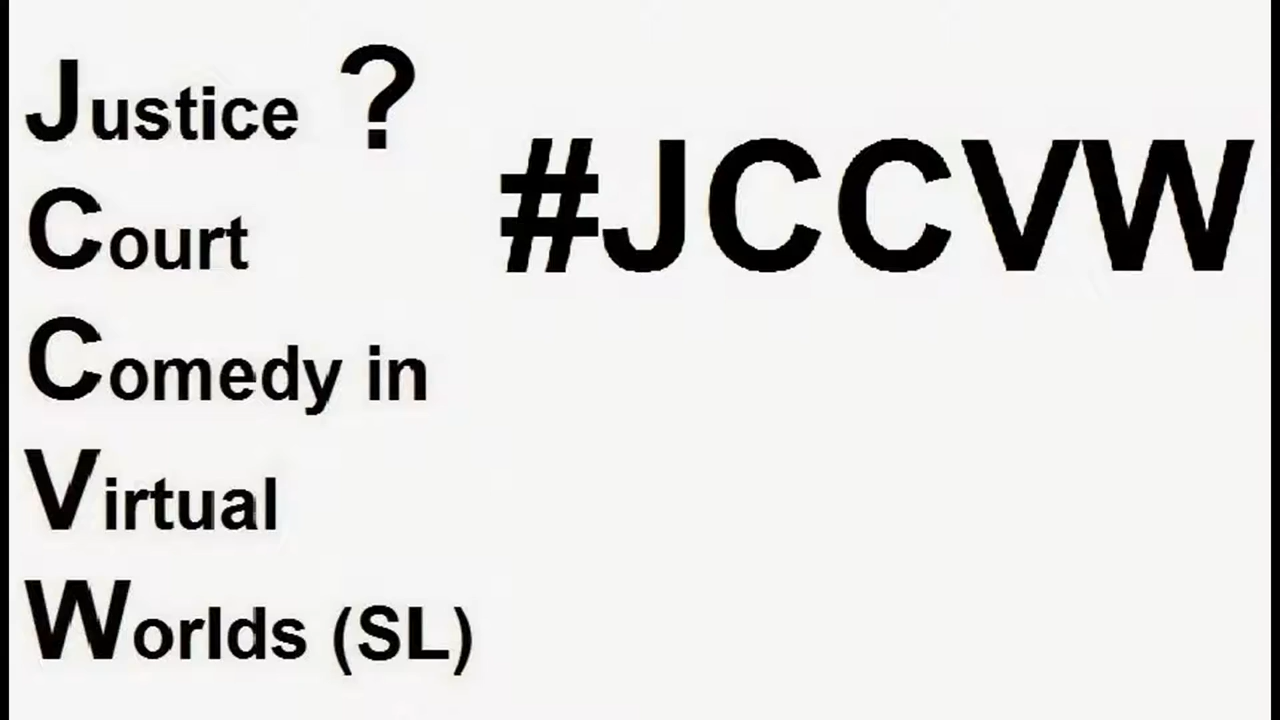 Justice ?
#JCCVW
Court
Comedy in
Virtual
Worlds (SL)